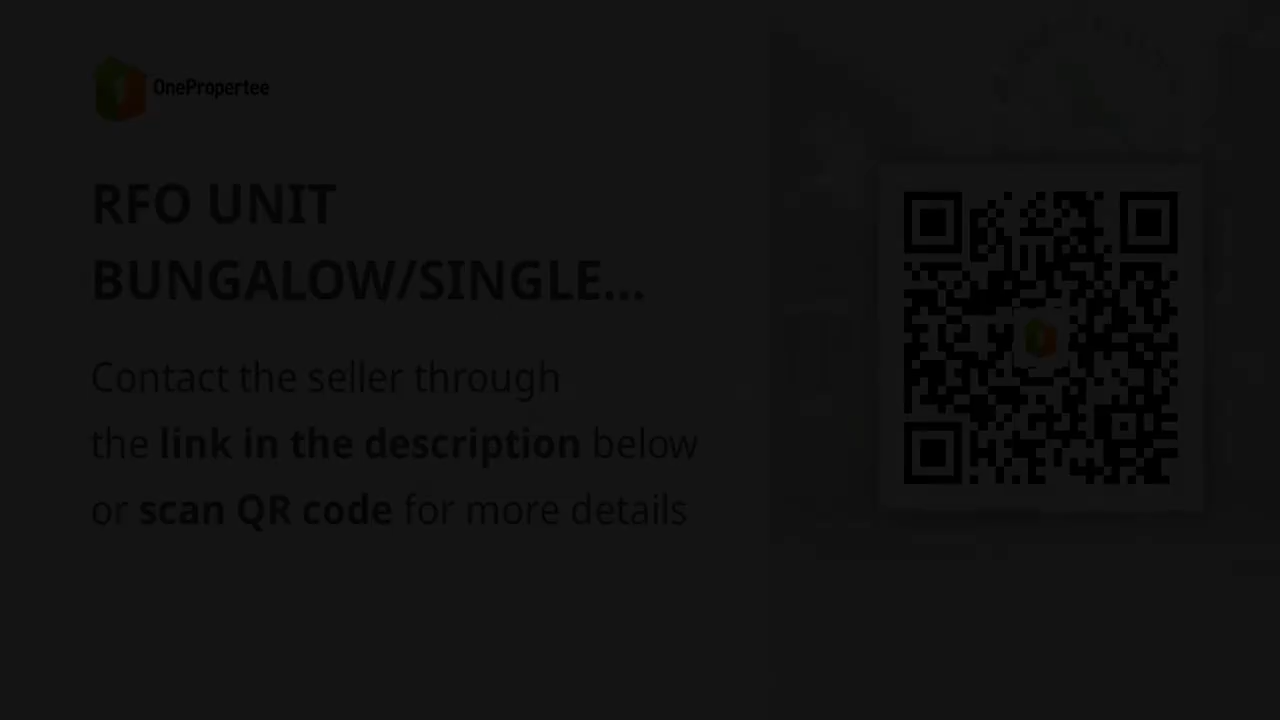 OnePropertee
RFO UNIT
BUNGALOW/SINGLE...
Contact the seller through
the link in the description below
or scan QR code for more details